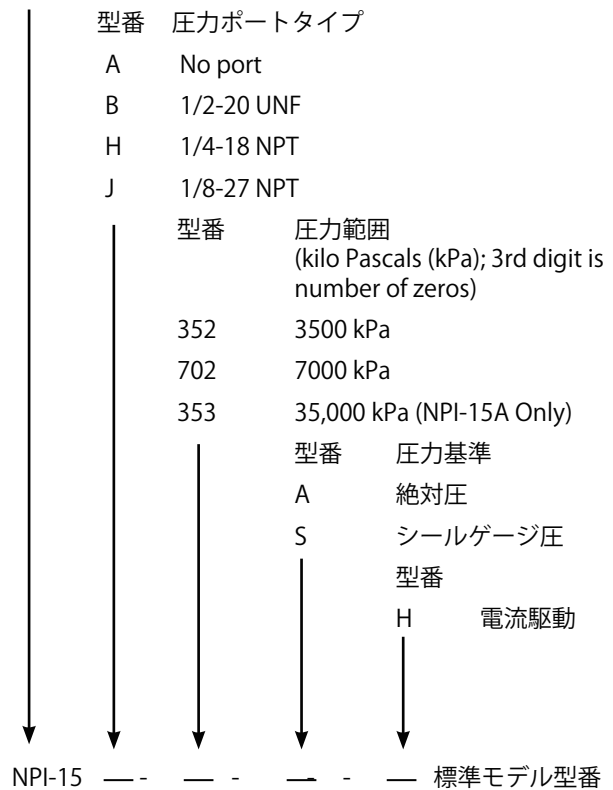 型番 圧力ポートタイプ
A No port
B 1/2-20 UNF
H 1/4-18 NPT
J 1/8-27 NPT
型番 圧力範囲
(kilo Pascals (kPa); 3rd digit is
number of zeros)
352 3500 kPa
702 7000 kPa
353 35,000 kPa (NPI-15A Only)
型番 圧力基準
A 絶対圧
S シールゲージ圧
型番
H 電流駆動
NPI-15 — - — - — - — 標準モデル型番